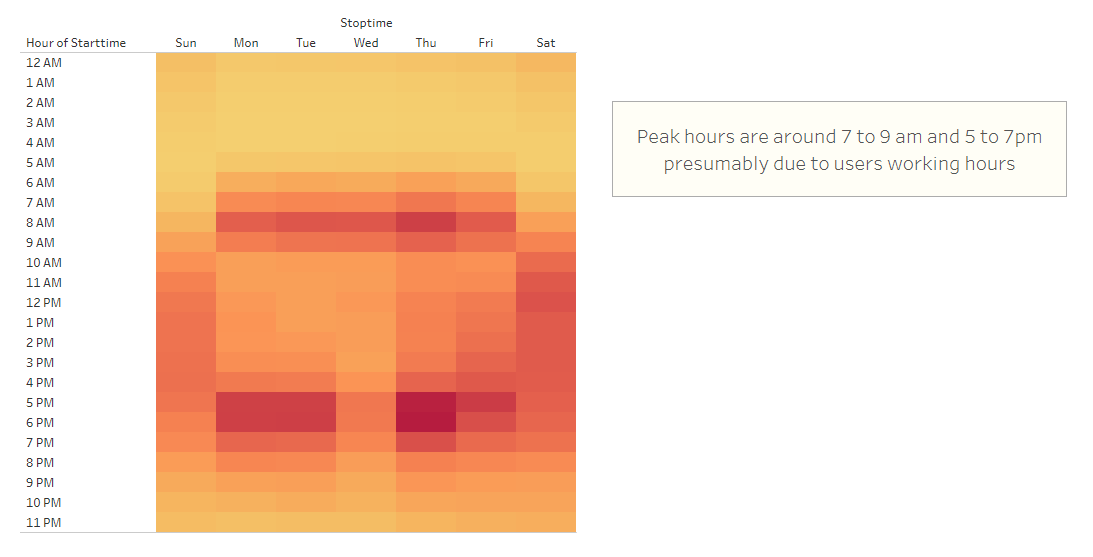 Stoptime
Hour of Starttime Sun Mon Tue Wed Thu Fri Sat
12 AM
1 AM
2 AM
3 AM
4 AM
5 AM
6 AM
7 AM
8 AM
9 AM
10 AM
11 AM
12 PM
1 PM
2 PM
3 PM
4 PM
5 PM
6 PM
7 PM
8 PM
9 PM
10 PM
11 PM
Peak hours are around 7 to 9 am and 5 to 7pm
presumably due to users working hours